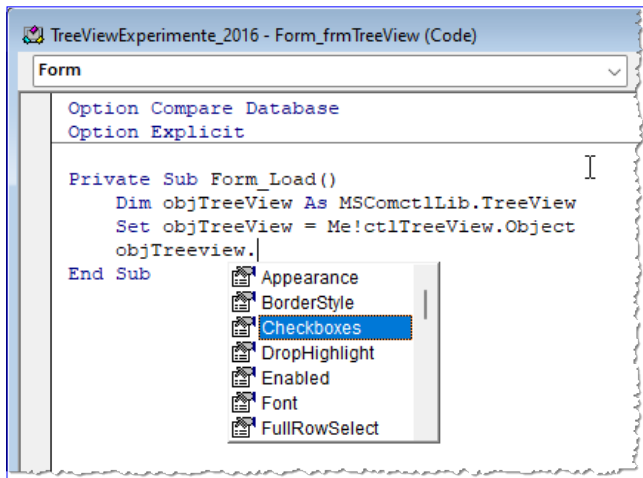 TreeViewExperimente_2016 - Form_frmTreeView (Code)
Form
Option Compare Database
Option Explicit
Private Sub Form_Load()
Dim objTreeView As MSComctlLib.TreeView
Set objTreeView = Me!ctlTreeView.Object
objTreeview.
End Sub
Appearance
BorderStyle
Checkboxes
DropHighlight
Enabled
Font
FullRowSelect